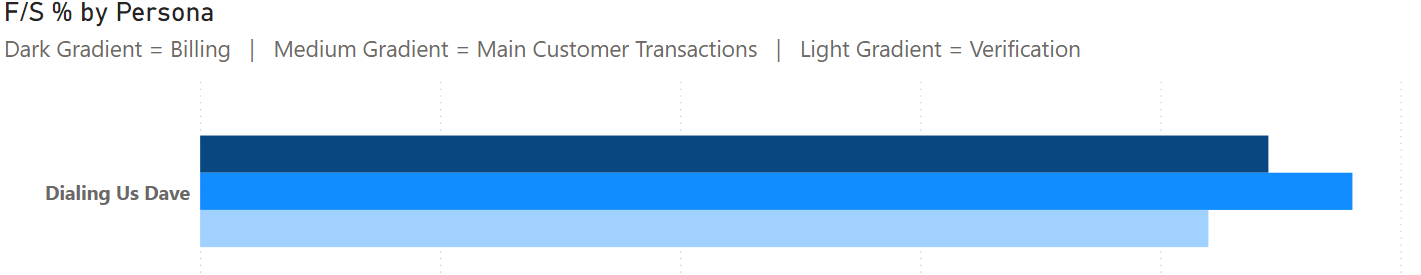 F/S % by Persona
Dark Gradient = Billing | Medium Gradient = Main Customer Transactions | Light Gradient = Verification
Dialing Us Dave